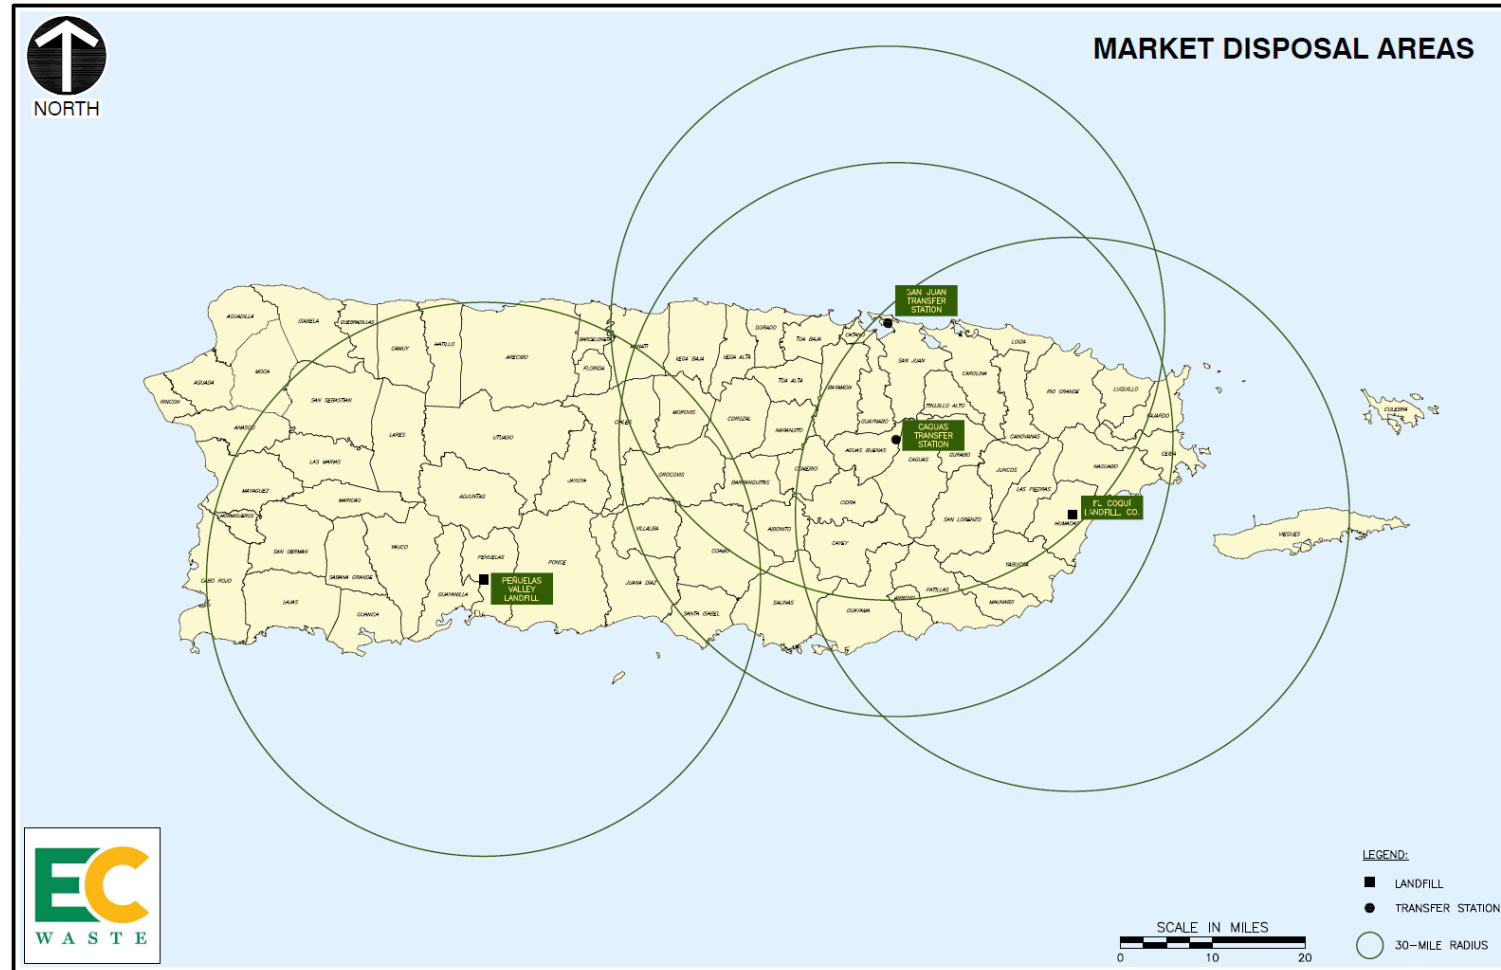 MARKET DISPOSAL AREAS
NORTH
SAN JUAN
TRANSFER
STATION
AGUADILLA
ISABELA
QUEBRADILLAS
CAMUY
HATILLO
ARECIBO
BARCELONETA
MANATI
VEGA BAJA
VEGA ALTA
DORADO
TOA BAJA
CATANO
SAN JUAN
LOIZA
CAROLINA
MOCA
AGUADA
RINCON
ANASCO
SAN SEBASTIAN
FLORIDA
CIALES
MOROVIS
COROZAL
TOA ALTA
NARANJITO
BAYAMON
GUAYNABO
TRUJILLO ALTO
CANOVANAS
RIO GRANDE
LUQUILLO
FAJARDO
CEIBA
CULEBRA
CAGUAS
TRANSFER
STATION
LARES
UTUADO
LAS MARIAS
MAYAGUEZ
MARICAO
ADJUNTAS
JAYUYA
OROCOVIS
BARRANQUITAS
COMERIO
AGUAS BUENAS
CAGUAS
GURABO
JUNCOS
LAS PIEDRAS
NAGUABO
HORMIGUEROS
SAN GERMAN
YAUCO
PEÑUELAS
PONCE
VILLALBA
COAMO
AIBONITO
CIDRA
CAYEY
SAN LORENZO
HUMACAO
EL COQUÍ
LANDFILL, CO.
VIEQUES
CABO ROJO
LAJAS
SABANA GRANDE
GUANICA
GUAYANILLA
PEÑUELAS
VALLEY
LANDFILL
JUANA DIAZ
SANTA ISABEL
SALINAS
GUAYAMA
ARROYO
PATILLAS
MAUNABO
YABUCOA
EC
WASTE
LEGEND:
LANDFILL
TRANSFER STATION
30-MILE RADIUS
SCALE IN MILES
0 10 20